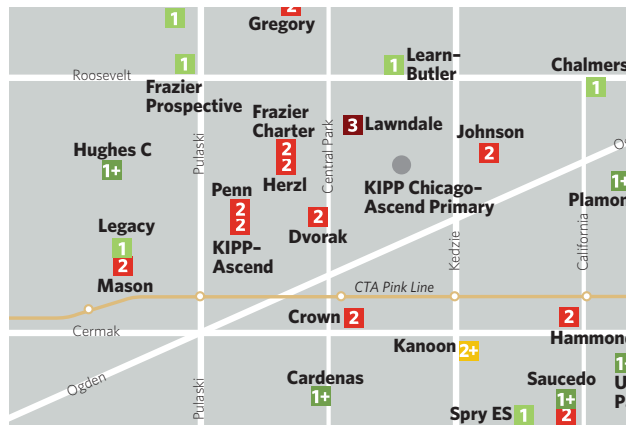 1
2
Gregory
1
1
Learn–
Butler
Roosevelt
Chalmers
1
Frazier
Prospective
Frazier
Charter
3 Lawndale
Johnson
2
Hughes C
1+
Pulaski
2
2
Herzl
Central Park
KIPP Chicago–
Ascend Primary
1+
Plamon
Penn
2
2
KIPP–
Ascend
2
Dvorak
Legacy
1
2
Mason
Kedzie
California
CTA Pink Line
Crown 2
2
Hammond
Cermak
Kanoon 2+
Ogden
Pulaski
Cardenas
1+
Saucedo
1+
2
Spry ES 1
1+
U
P